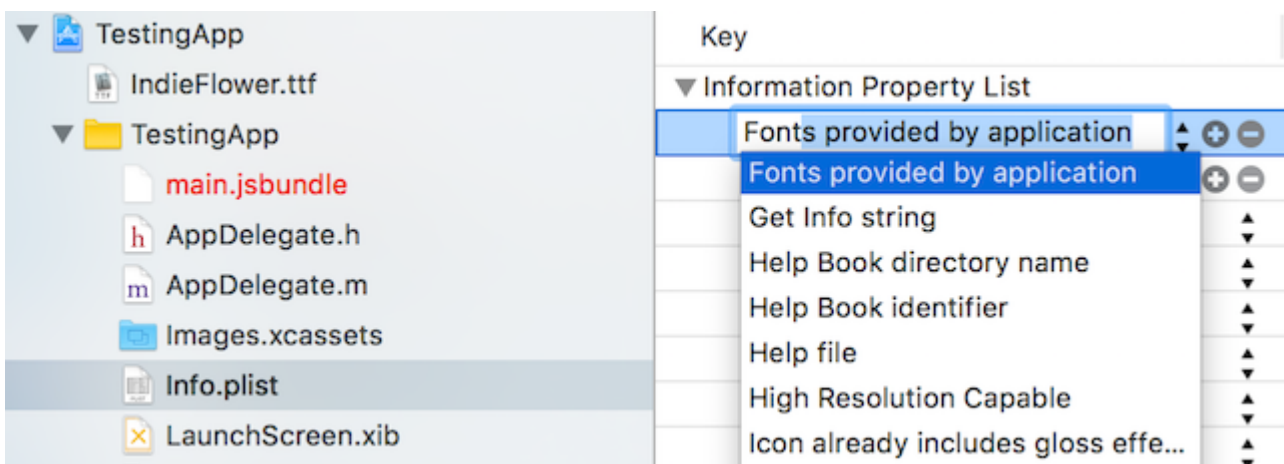 TestingApp
IndieFlower.ttf
TestingApp
main.jsbundle
h AppDelegate.h
m AppDelegate.m
Images.xcassets
Info.plist
LaunchScreen.xib
Key
Information Property List
Fonts provided by application
Fonts provided by application
Get Info string
Help Book directory name
Help Book identifier
Help file
High Resolution Capable
Icon already includes gloss effe...